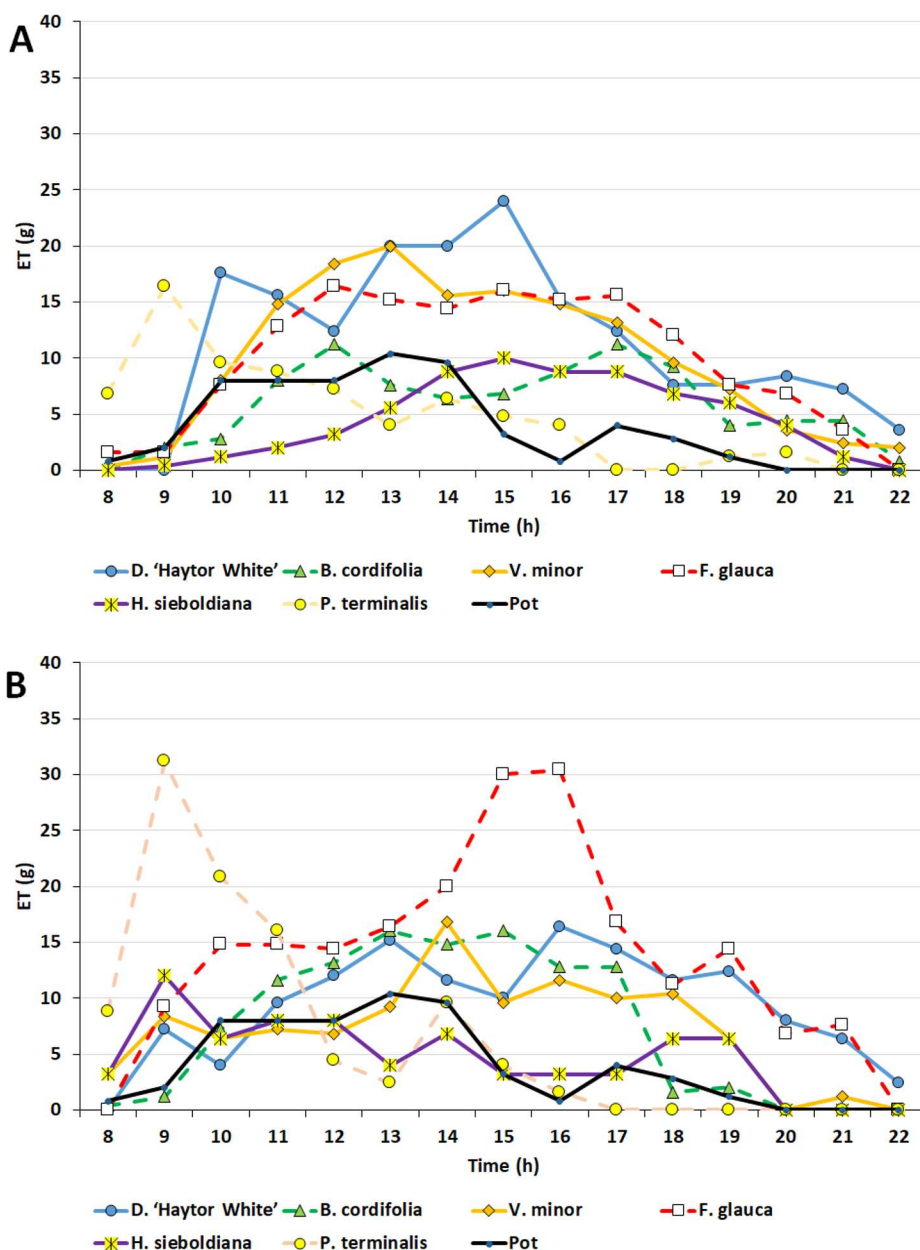 A
40
35
30
25
20
15
10
5
0
ET (g)
8 9 10 11 12 13 14 15 16 17 18 19 20 21 22
Time (h)
D. ‘Haytor White’ B. cordifolia V. minor F. glauca
H. sieboldiana P. terminalis Pot
B
40
35
30
25
20
15
10
5
0
ET (g)
8 9 10 11 12 13 14 15 16 17 18 19 20 21 22
Time (h)
D. ‘Haytor White’ B. cordifolia V. minor F. glauca
H. sieboldiana P. terminalis Pot